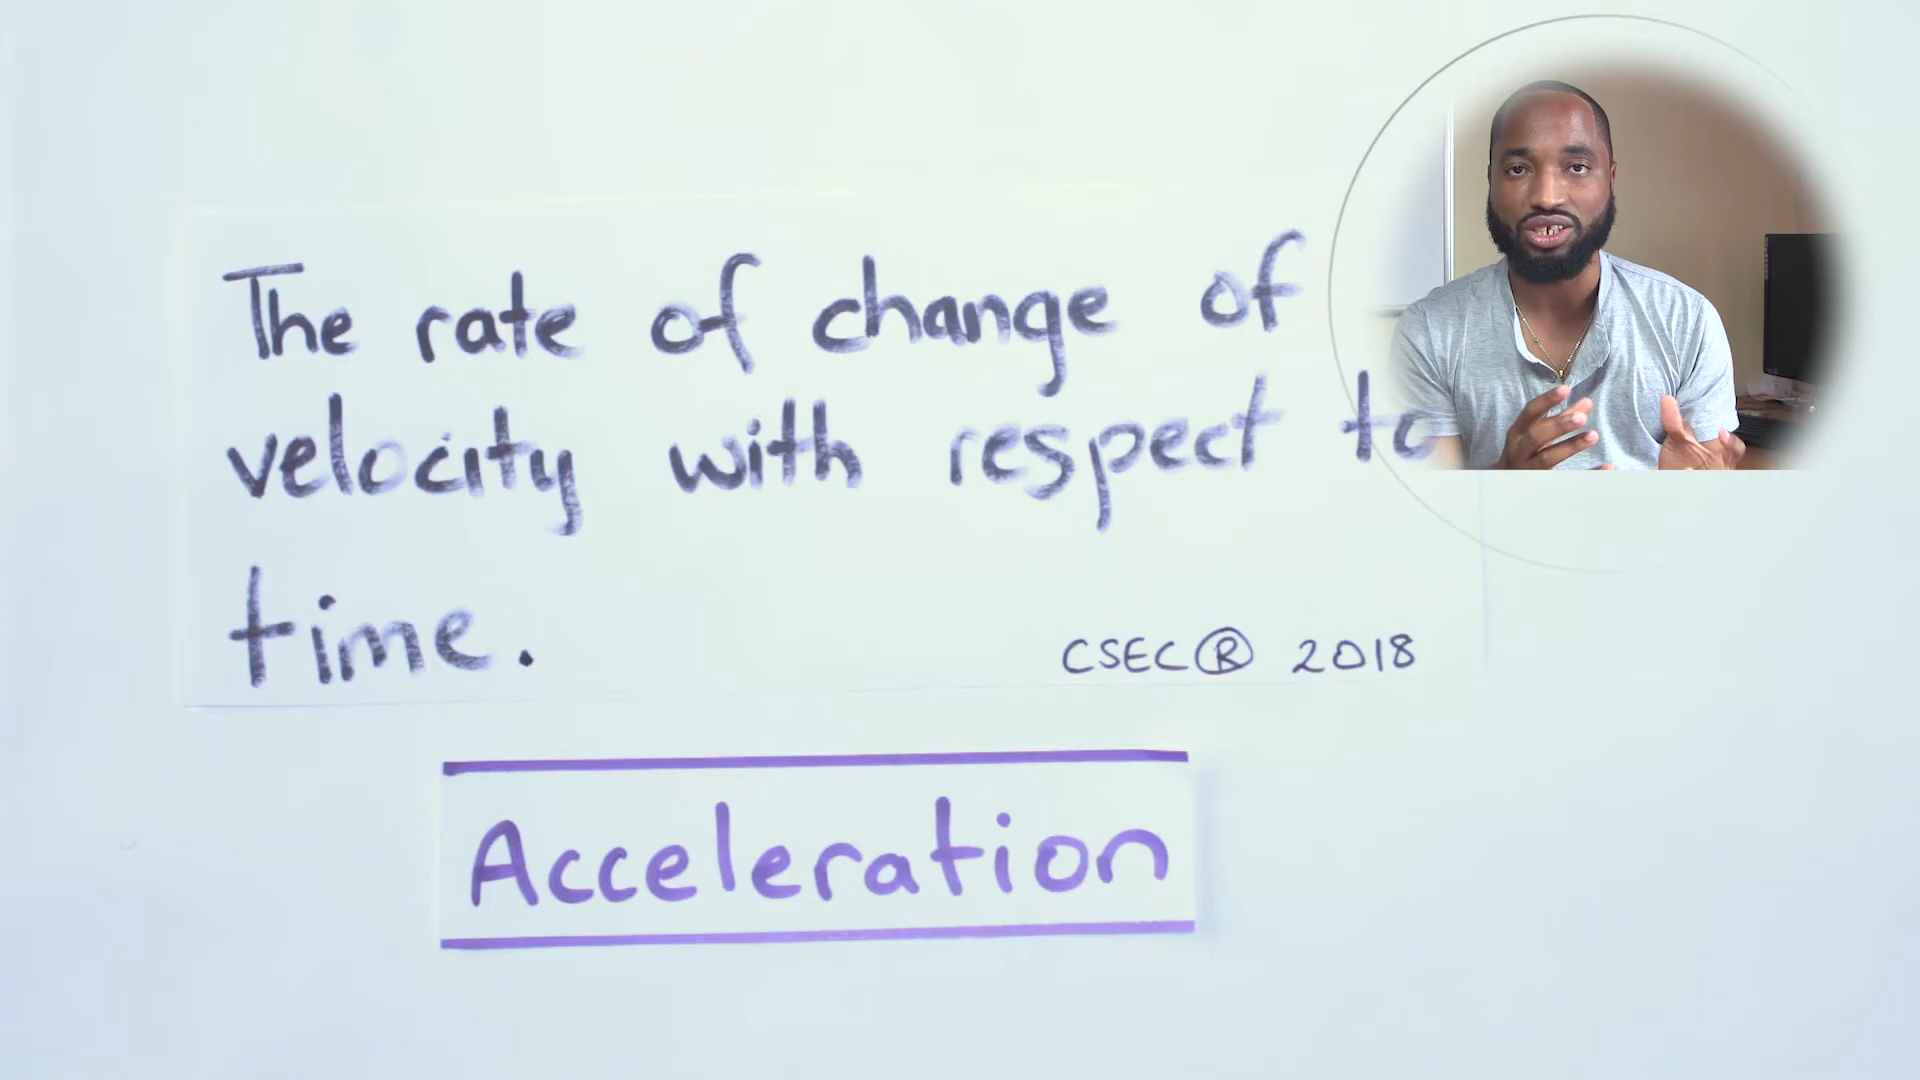 The rate of change of
velocity with respect to
time.
CSEC® 2018
Acceleration